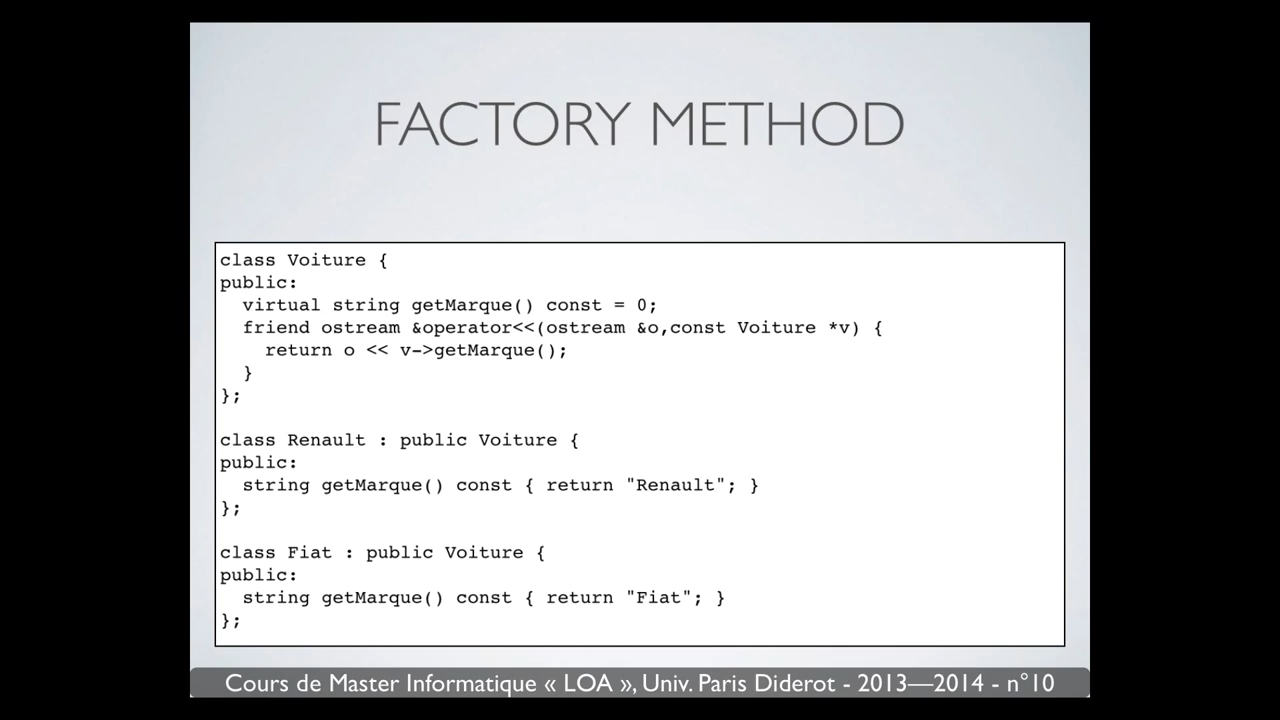 FACTORY METHOD
class Voiture {
public:
  virtual string getMarque() const = 0;
  friend ostream &operator<<(ostream &o,const Voiture *v) {
    return o << v->getMarque();
  }
};

class Renault : public Voiture {
public:
  string getMarque() const { return "Renault"; }
};

class Fiat : public Voiture {
public:
  string getMarque() const { return "Fiat"; }
};
Cours de Master Informatique « LOA », Univ. Paris Diderot - 2013—2014 - n°10